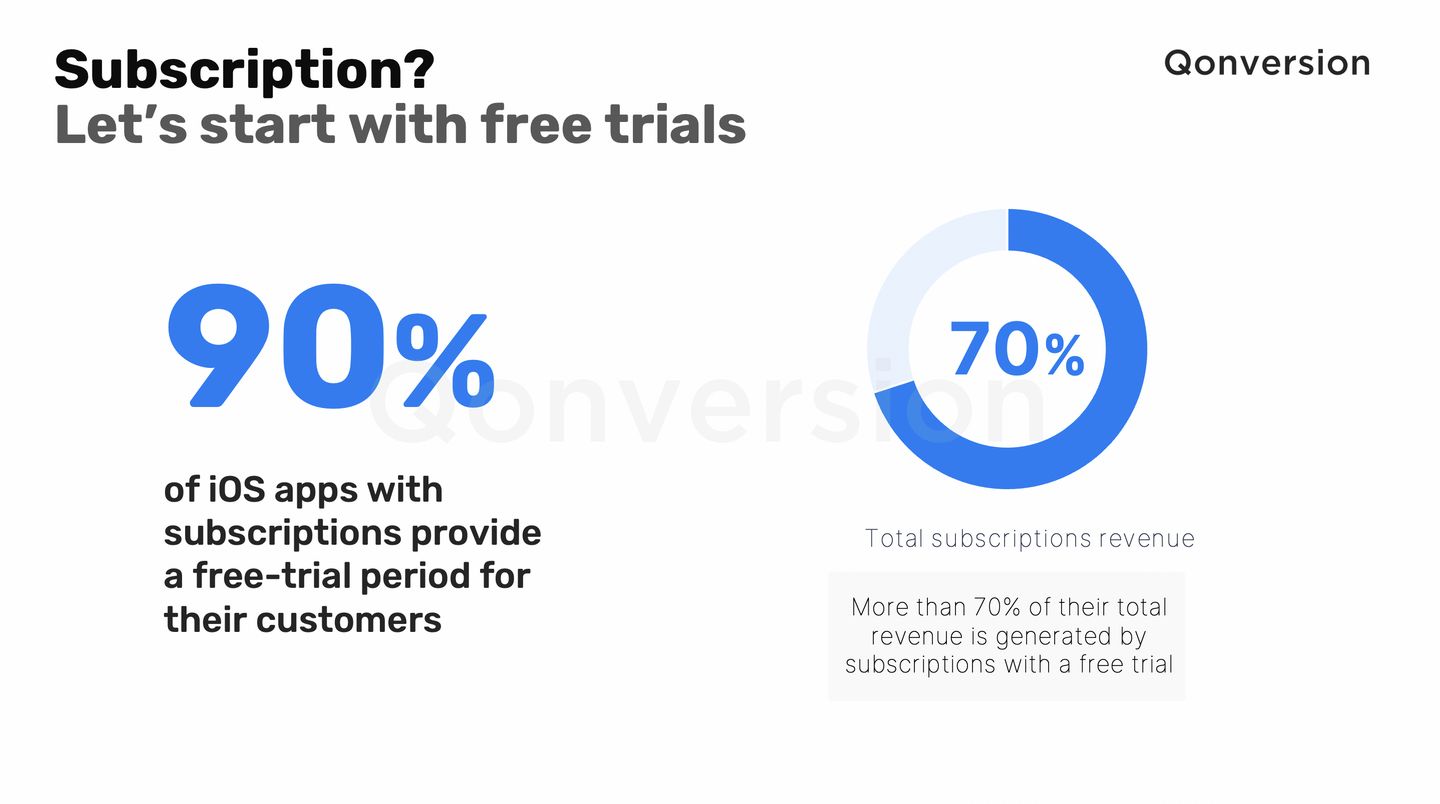 Subscription?
Let’s start with free trials
Qonversion
90%
of iOS apps with
subscriptions provide
a free-trial period for
their customers
70%
Total subscriptions revenue
More than 70% of their total
revenue is generated by
subscriptions with a free trial
Qonversion